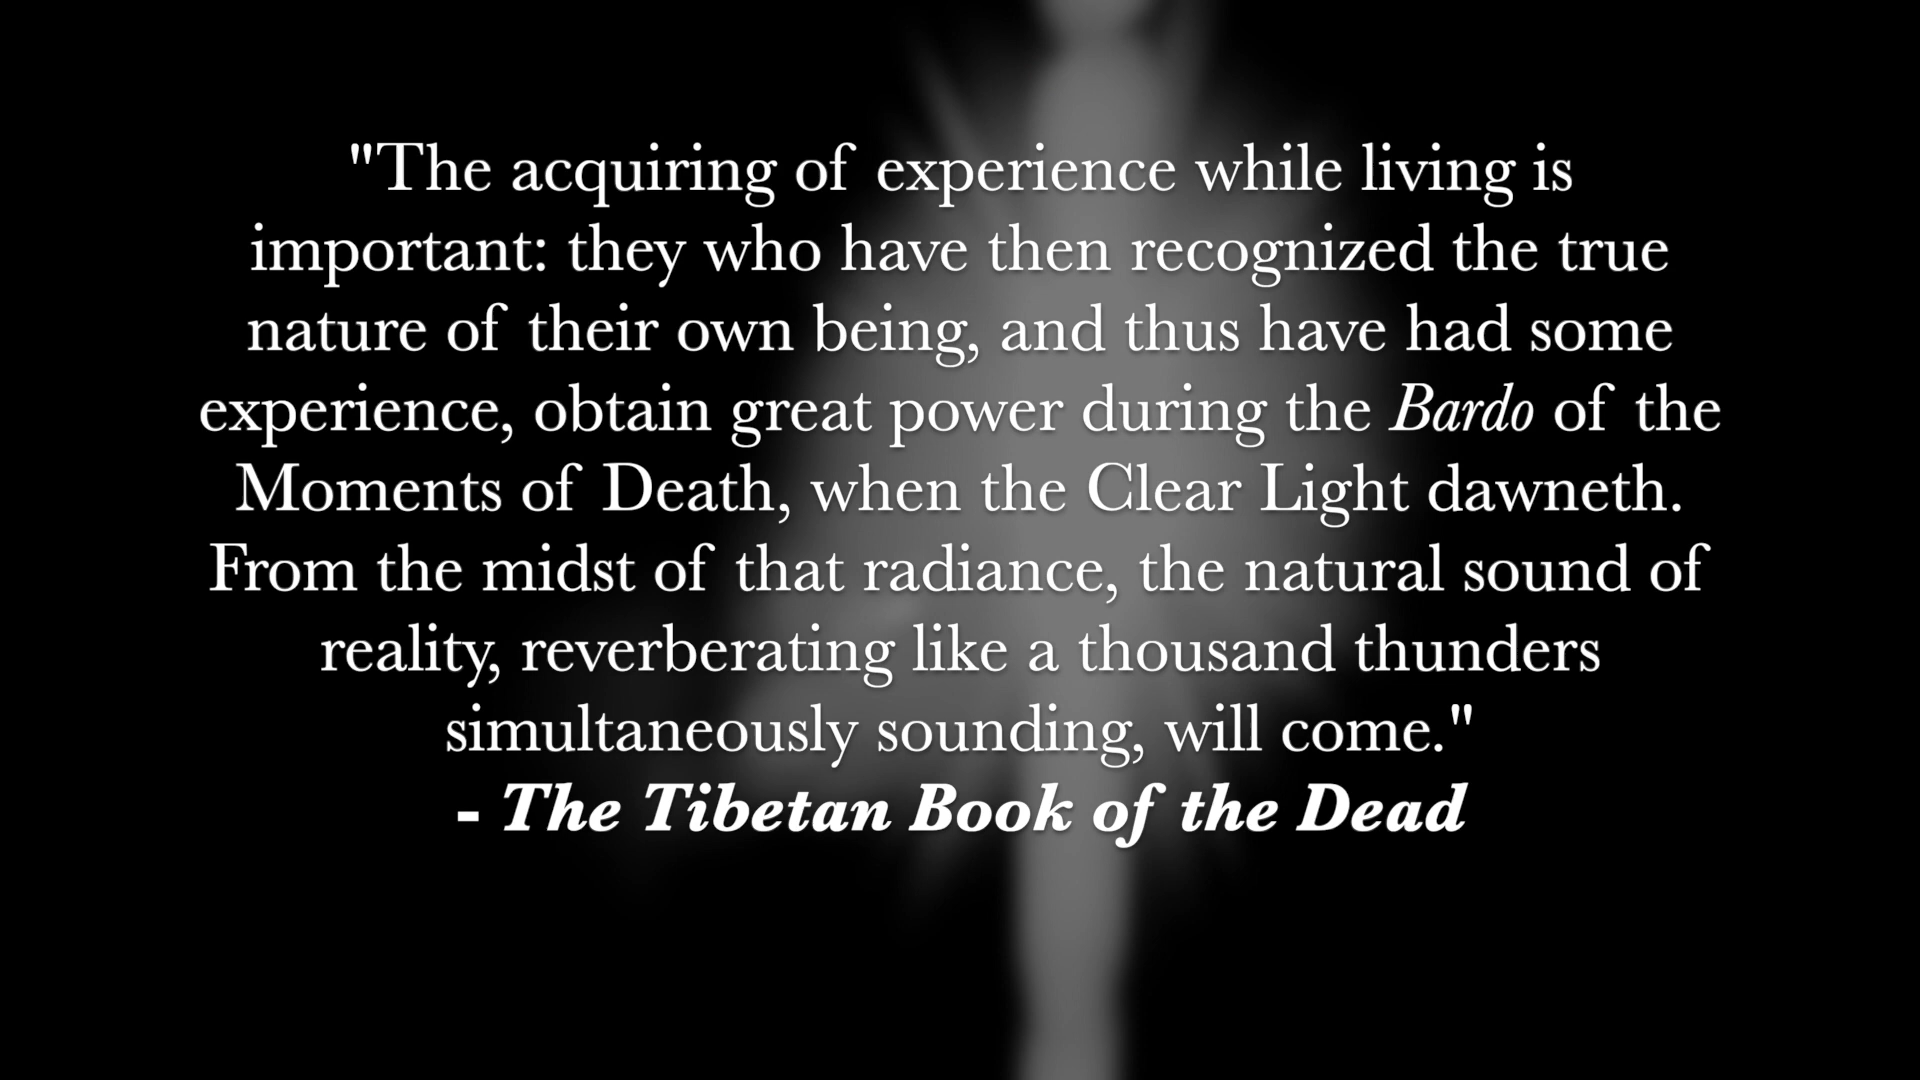 "The acquiring of experience while living is
important: they who have then recognized the true
nature of their own being, and thus have had some
experience, obtain great power during the Bardo of the
Moments of Death, when the Clear Light dawneth.
From the midst of that radiance, the natural sound of
reality, reverberating like a thousand thunders
simultaneously sounding, will come."
- The Tibetan Book of the Dead